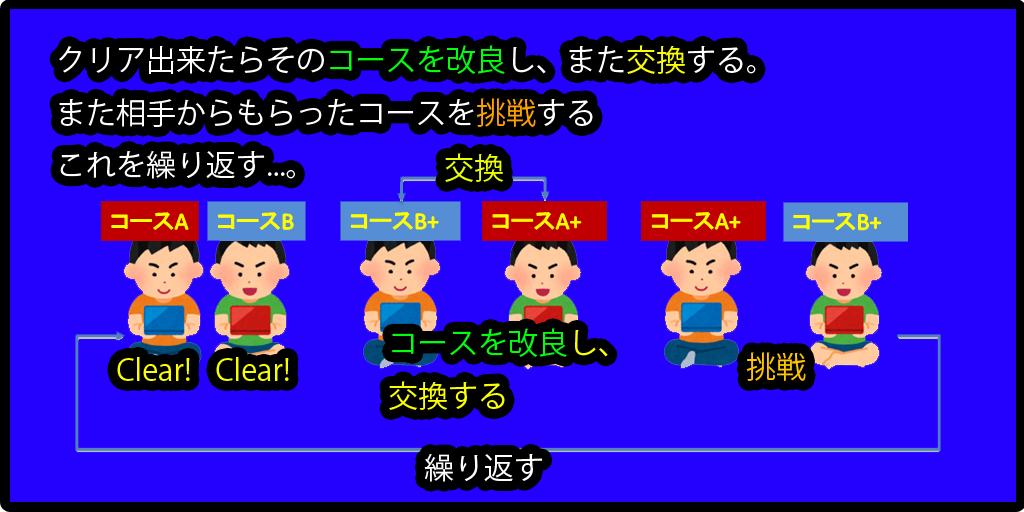 クリア出来たらそのコースを改良し、また交換する。
また相手からもらったコースを挑戦する
これを繰り返す...。
交換
コースA
コースB
コースB+
コースA+
コースA+
コースB+
Clear!
Clear!
コースを改良し、
交換する
挑戦
繰り返す